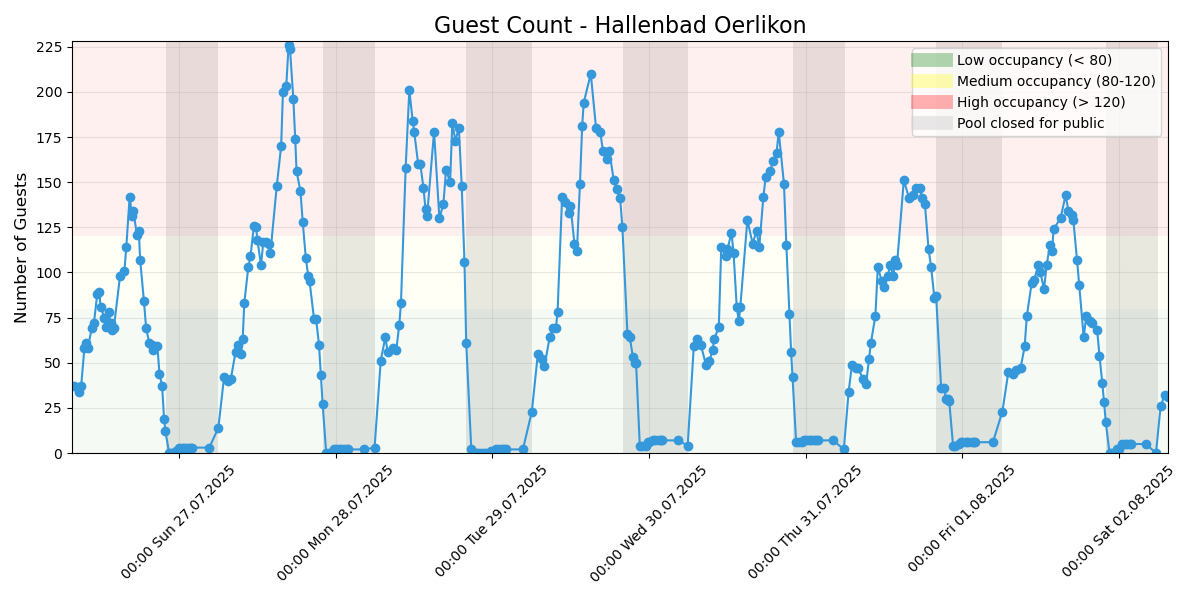 Guest Count - Hallenbad Oerlikon
Number of Guests
225
200
175
150
125
100
75
50
25
0
Low occupancy (< 80)
Medium occupancy (80-120)
High occupancy (> 120)
Pool closed for public
00:00 Sun 27.07.2025
00:00 Mon 28.07.2025
00:00 Tue 29.07.2025
00:00 Wed 30.07.2025
00:00 Thu 31.07.2025
00:00 Fri 01.08.2025
00:00 Sat 02.08.2025